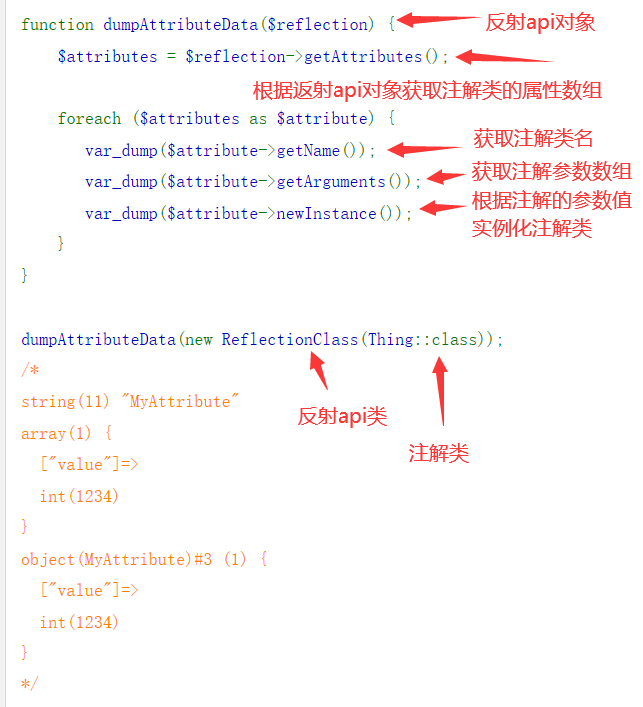 function dumpAttributeData($reflection) {
反射api对象
$attributes = $reflection->getAttributes();
根据返射api对象获取注解类的属性数组
foreach ($attributes as $attribute) {
var_dump($attribute->getName());
获取注解类名
var_dump($attribute->getArguments());
获取注解参数数组
var_dump($attribute->newInstance());
根据注解的参数值
实例化注解类
}
}
dumpAttributeData(new ReflectionClass(Thing::class));
反射api类
注解类
/*
string(11) "MyAttribute"
array(1) {
["value"]=>
int(1234)
}
object(MyAttribute)#3 (1) {
["value"]=>
int(1234)
}
*/